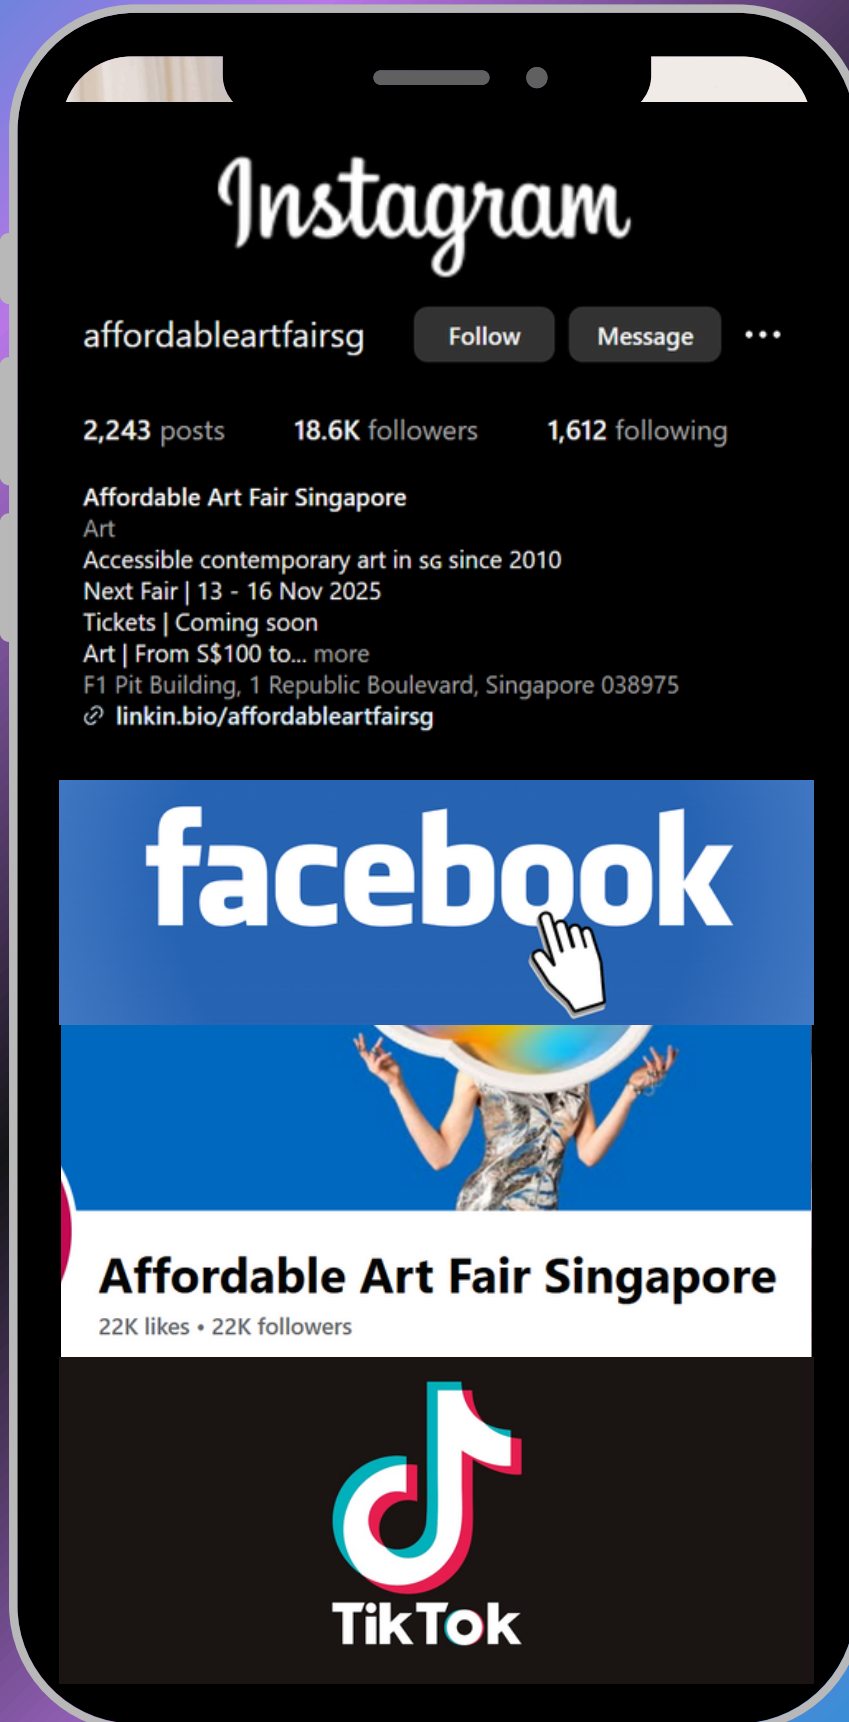 Instagram
affordableartfairsg Follow Message •••
2,243 posts 18.6K followers 1,612 following
Affordable Art Fair Singapore
Art
Accessible contemporary art in sɢ since 2010
Next Fair | 13 - 16 Nov 2025
Tickets | Coming soon
Art | From S$100 to... more
F1 Pit Building, 1 Republic Boulevard, Singapore 038975
linkin.bio/affordableartfairsg
facebook
Affordable Art Fair Singapore
22K likes • 22K followers
TikTok